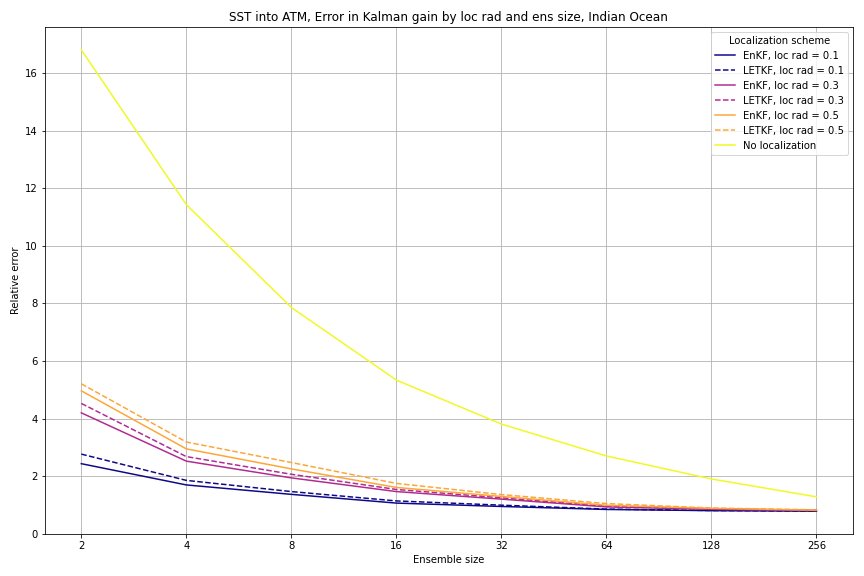 SST into ATM, Error in Kalman gain by loc rad and ens size, Indian Ocean
Localization scheme
EnKF, loc rad = 0.1
LETKF, loc rad = 0.1
EnKF, loc rad = 0.3
LETKF, loc rad = 0.3
EnKF, loc rad = 0.5
LETKF, loc rad = 0.5
No localization
Relative error
16
14
12
10
8
6
4
2
0
2 4 8 16 32 64 128 256
Ensemble size